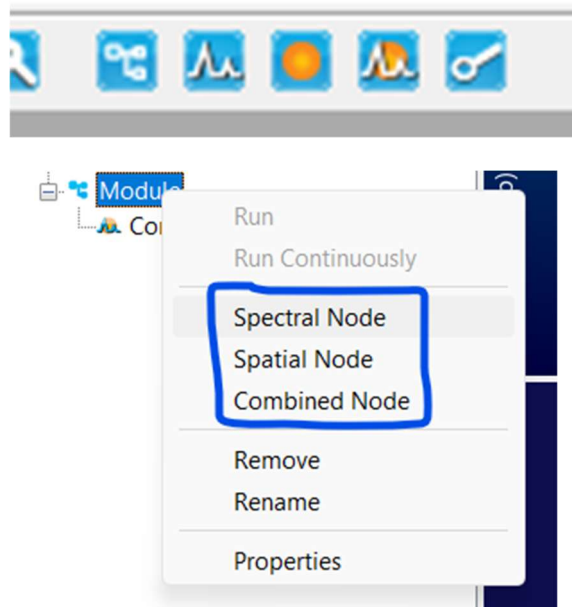 Module
Run
Run Continuously
Spectral Node
Spatial Node
Combined Node
Remove
Rename
Properties